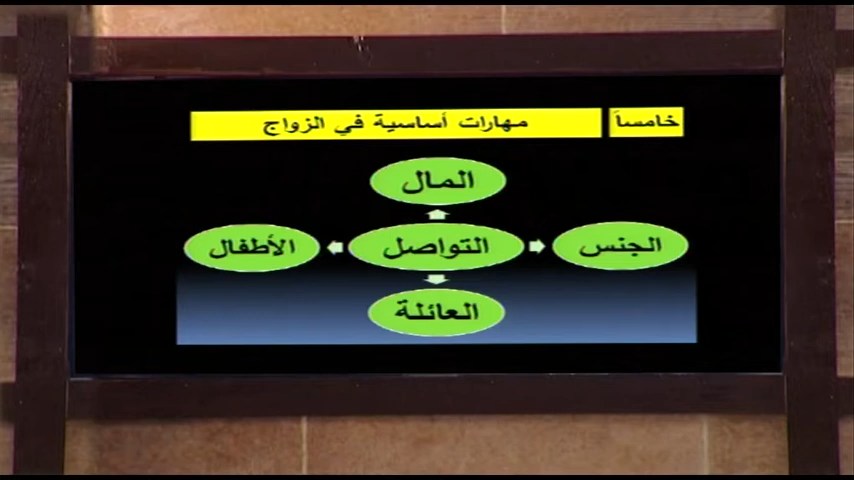 خامساً
مهارات أساسية في الزواج
المال
الجنس
التواصل
الأطفال
العائلة